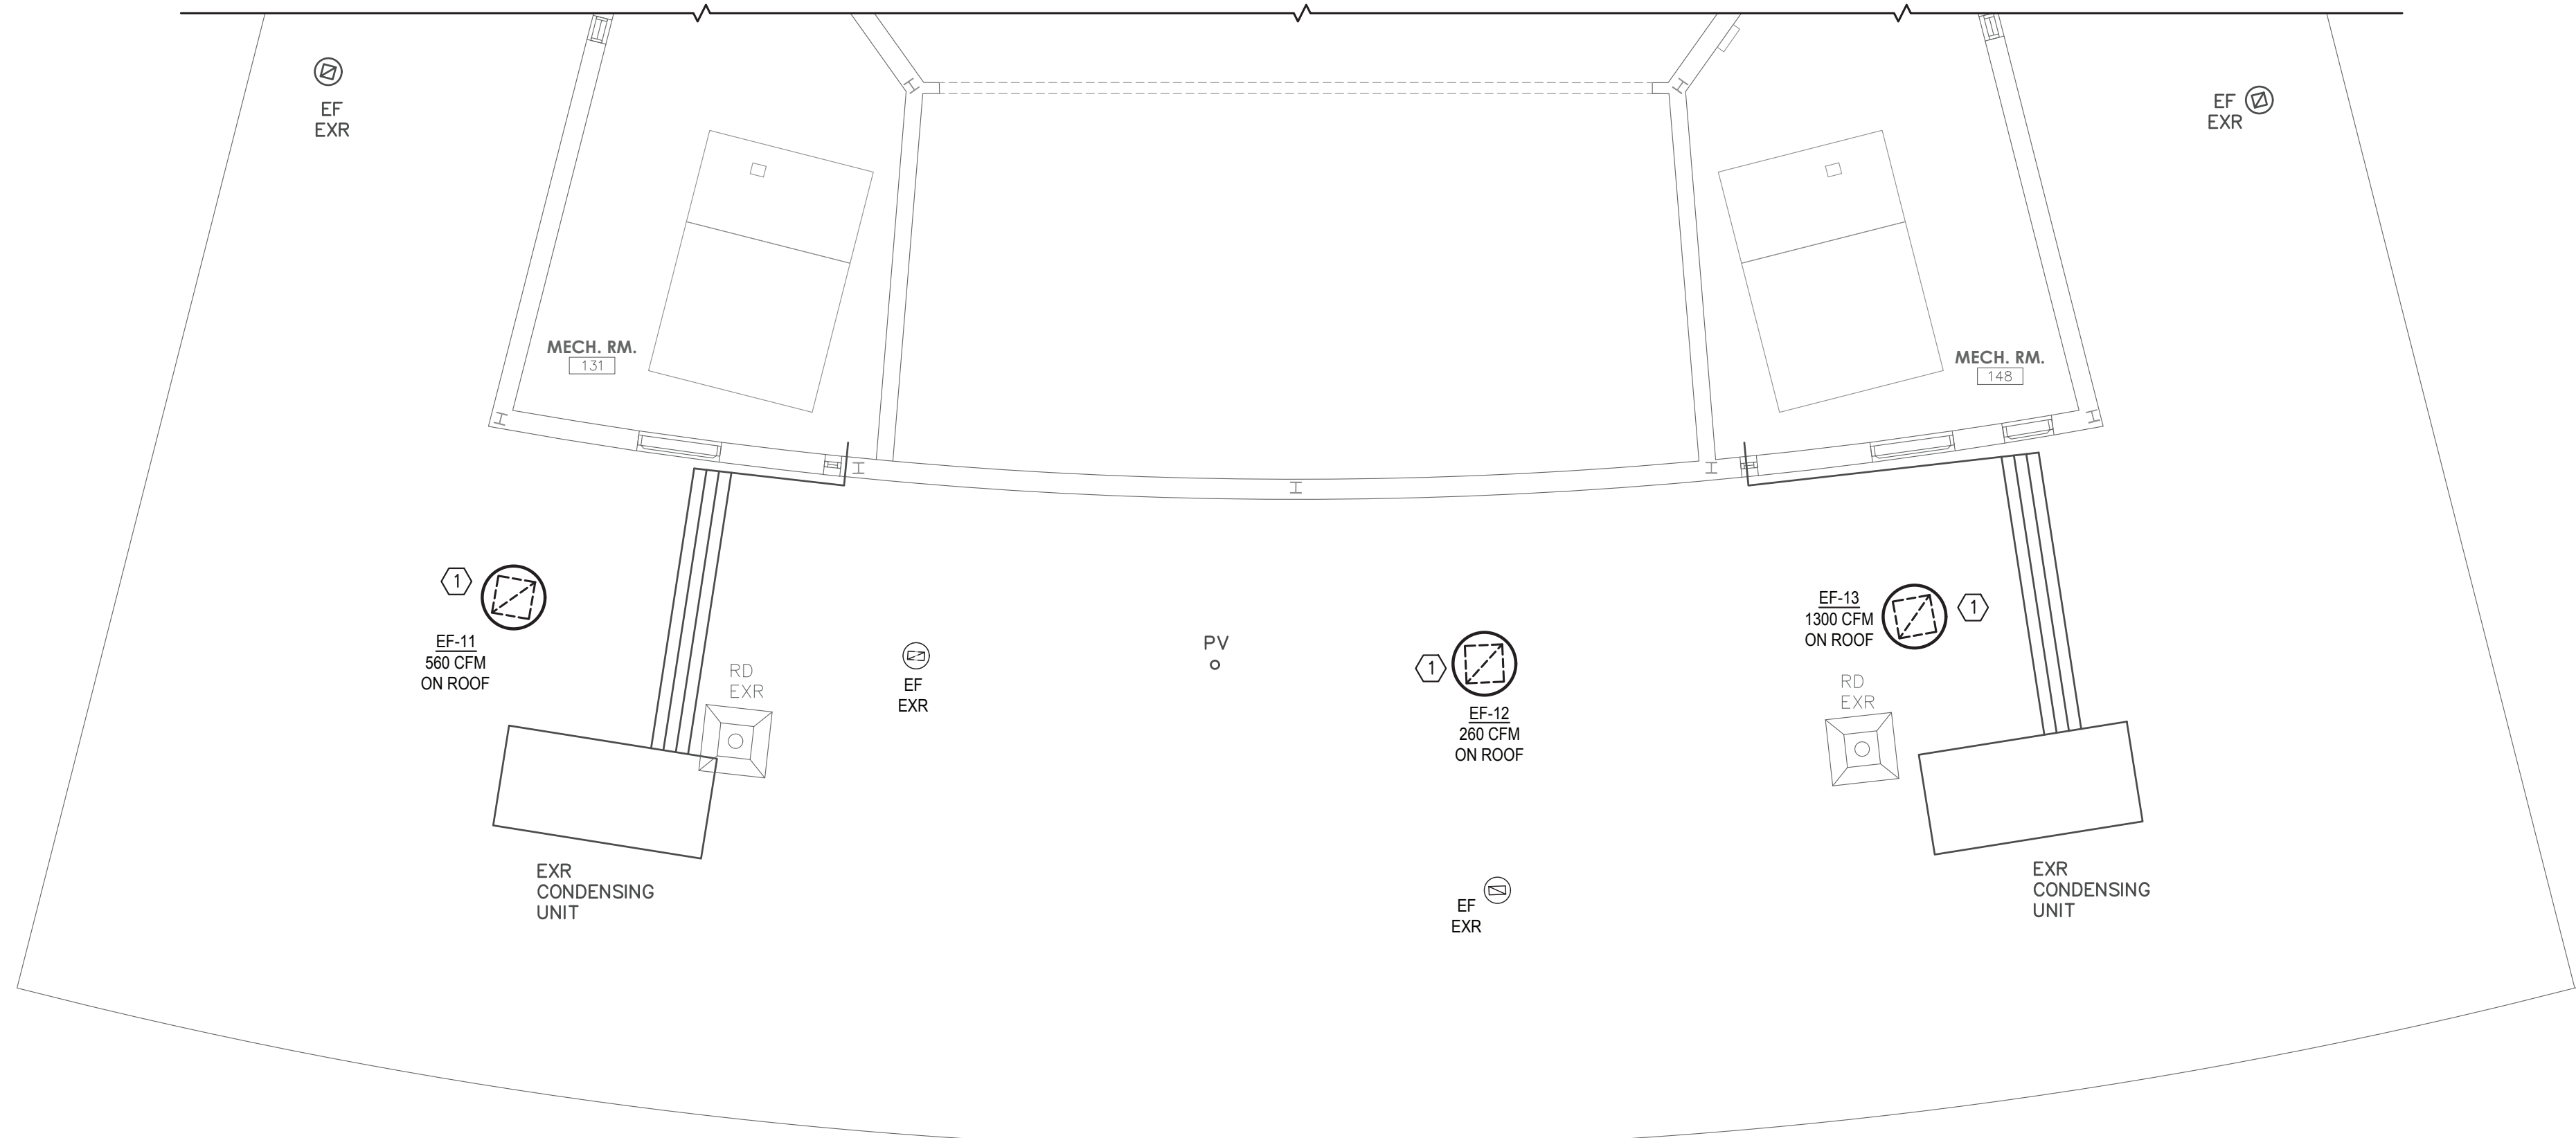 EF
EXR
EF
EXR
MECH. RM.
131
MECH. RM.
148
1
EF-11
560 CFM
ON ROOF
RD
EXR
EF
EXR
PV
1
EF-12
260 CFM
ON ROOF
EF-13
1300 CFM
ON ROOF
1
RD
EXR
EXR
CONDENSING
UNIT
EF
EXR
EXR
CONDENSING
UNIT